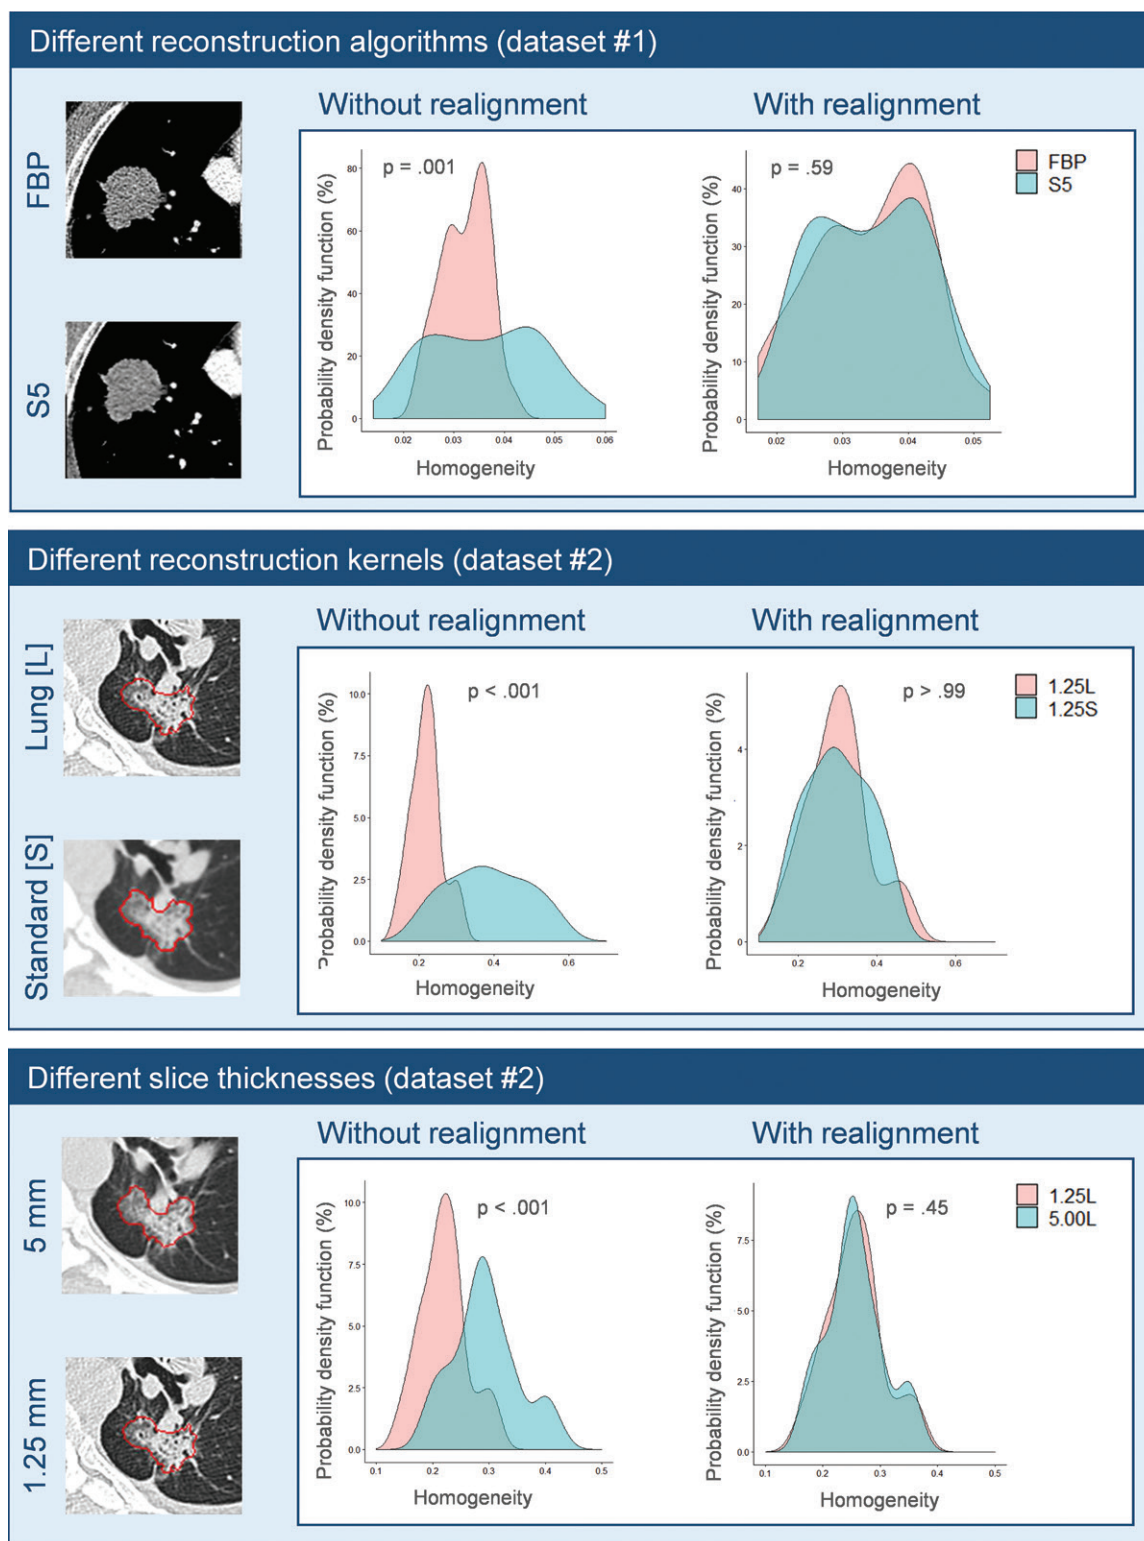 Different reconstruction algorithms (dataset #1)
FBP
S5
Without realignment
With realignment
Probability density function (%)
80
60
40
20
0
p = .001
0.02 0.03 0.04 0.05 0.06
Homogeneity
Probability density function (%)
40
30
20
10
0
p = .59
FBP
S5
0.02 0.03 0.04 0.05
Homogeneity
Different reconstruction kernels (dataset #2)
Lung [L]
Standard [S]
Without realignment
With realignment
Probability density function (%)
10.0
7.5
5.0
2.5
0.0
p < .001
0.2 0.4 0.6
Homogeneity
Probability density function (%)
4
2
0
p > .99
1.25L
1.25S
0.2 0.4 0.6
Homogeneity
Different slice thicknesses (dataset #2)
5 mm
1.25 mm
Without realignment
With realignment
Probability density function (%)
10.0
7.5
5.0
2.5
0.0
p < .001
0.1 0.2 0.3 0.4 0.5
Homogeneity
Probability density function (%)
7.5
5.0
2.5
0.0
p = .45
1.25L
5.00L
0.1 0.2 0.3 0.4 0.5
Homogeneity